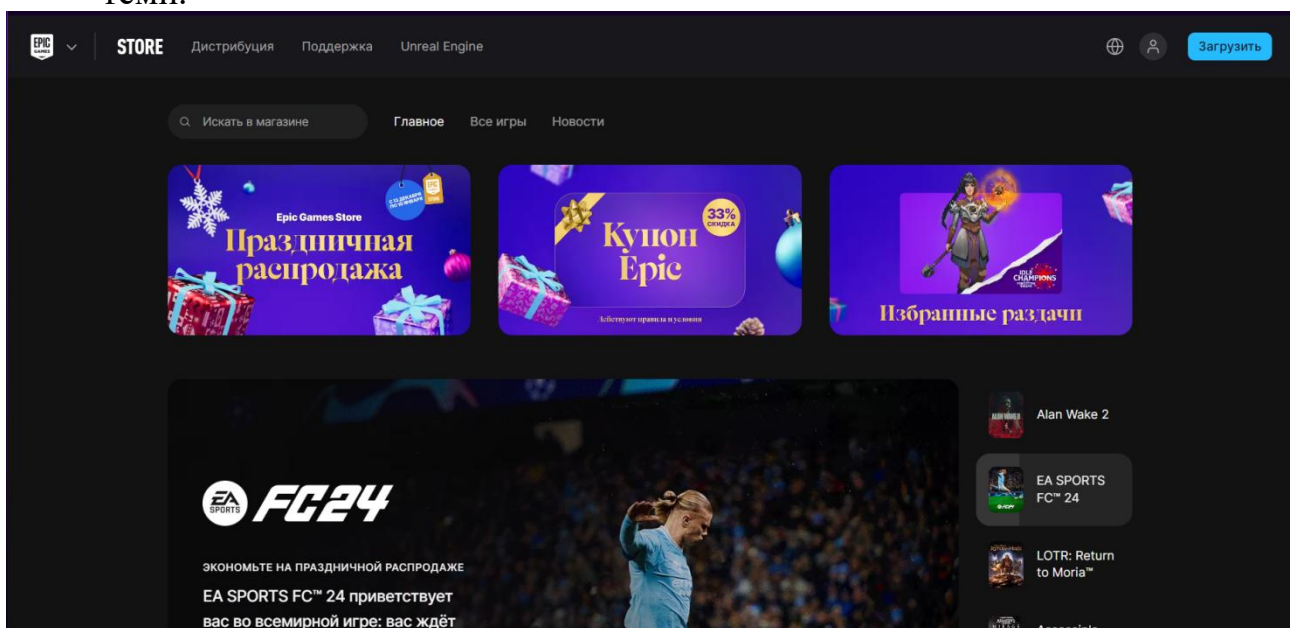 теми.
EPIC GAMES
STORE
Дистрибуция
Поддержка
Unreal Engine
Загрузить
Искать в магазине
Главное
Все игры
Новости
Epic Games Store
Праздничная
распродажа
33%
СКИДКА
Купон
Epic
Действуют правила и условия
IDLE
CHAMPIONS
Избранные раздачи
EA
SPORTS
FC24
ЭКОНОМЬТЕ НА ПРАЗДНИЧНОЙ РАСПРОДАЖЕ
EA SPORTS FC™ 24 приветствует
вас во всемирной игре: вас ждёт
Alan Wake 2
EA SPORTS
FC™ 24
LOTR: Return
to Moria™